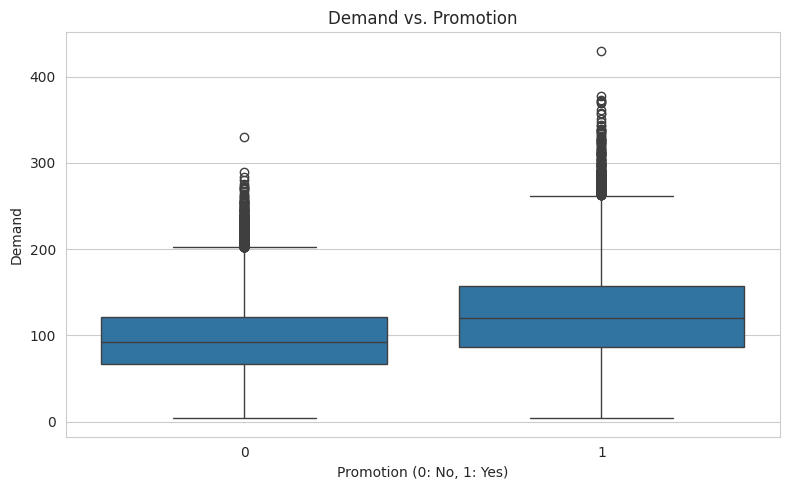 Demand vs. Promotion
400
300
200
100
0
Demand
0 1
Promotion (0: No, 1: Yes)